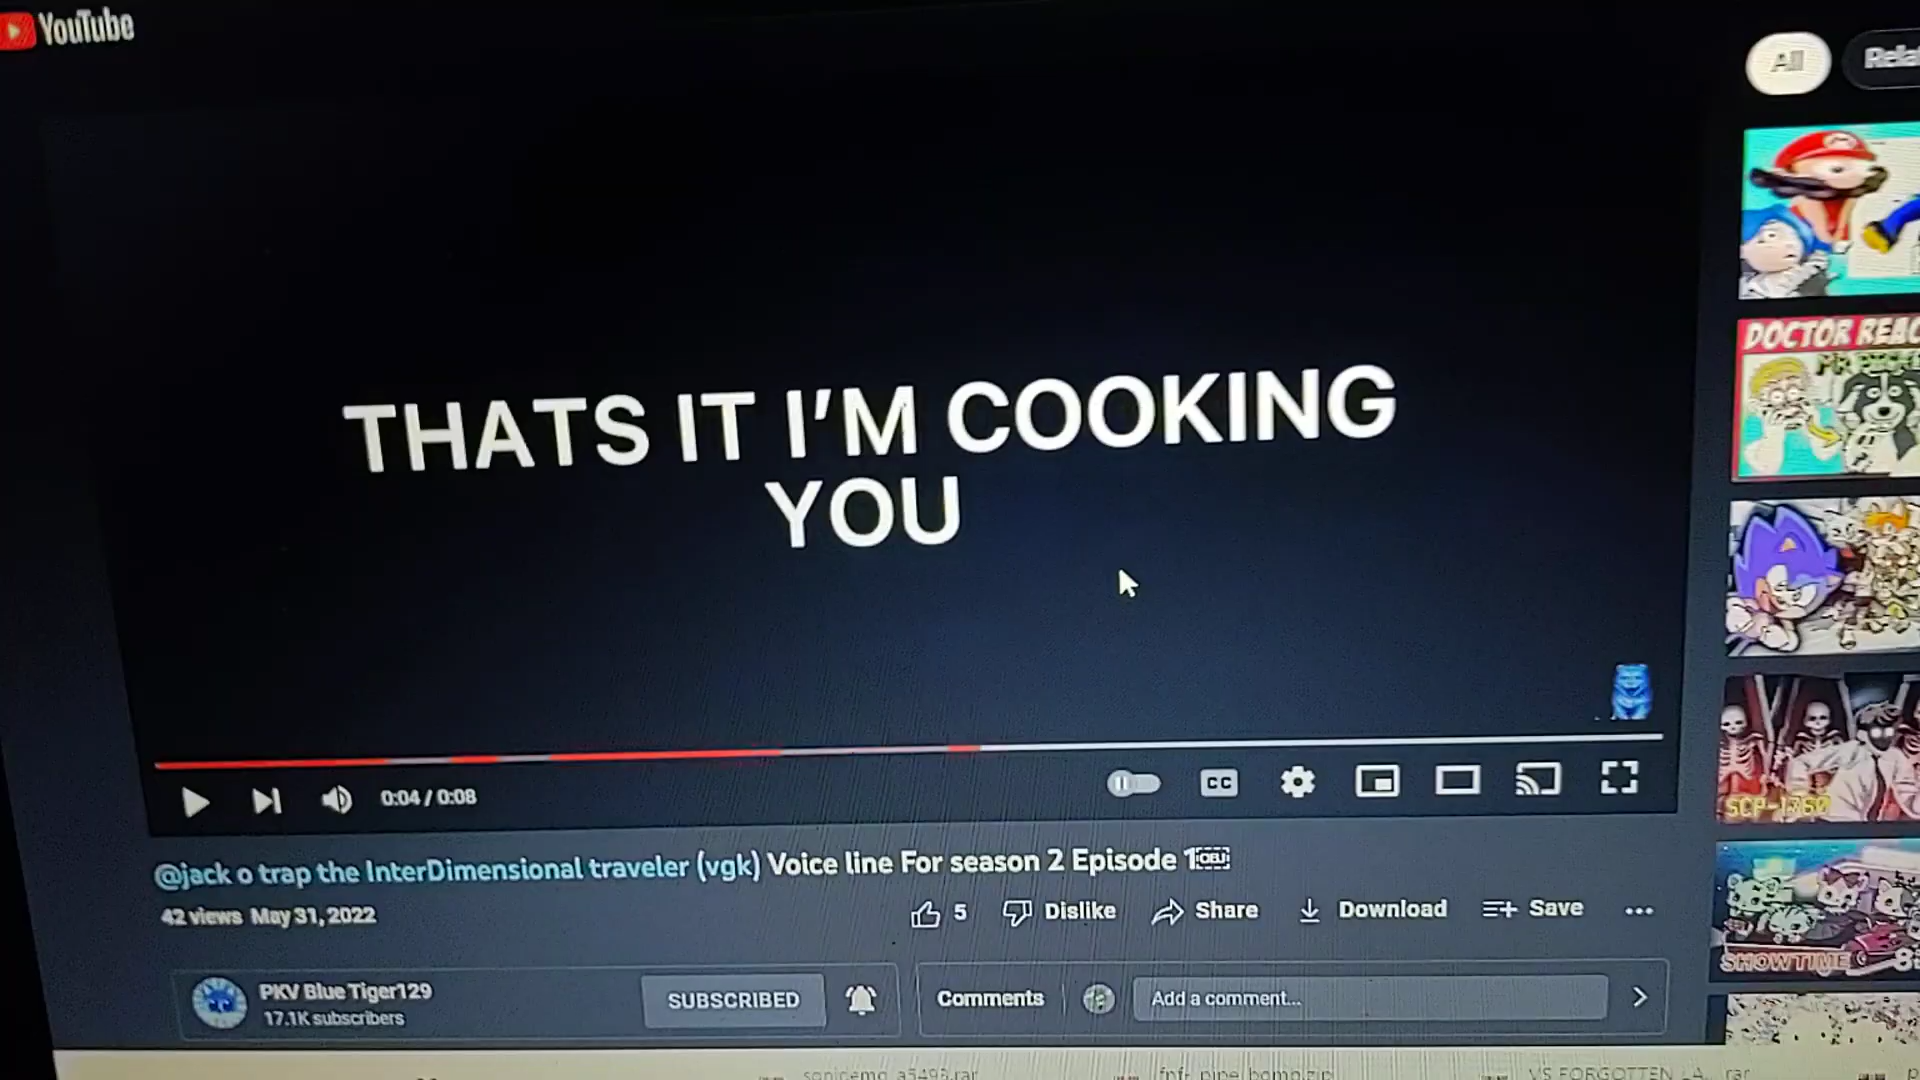 YouTube
All
THATS IT I'M COOKING
YOU
0:04 / 0:08
CC
@jack o trap the InterDimensional traveler (vgk) Voice line For season 2 Episode 1￼
42 views May 31, 2022
5
Dislike
Share
Download
Save
PKV Blue Tiger129
17.1K subscribers
SUBSCRIBED
Comments
Add a comment...
DOCTOR REAC
SCP-1360
SHOWTIME